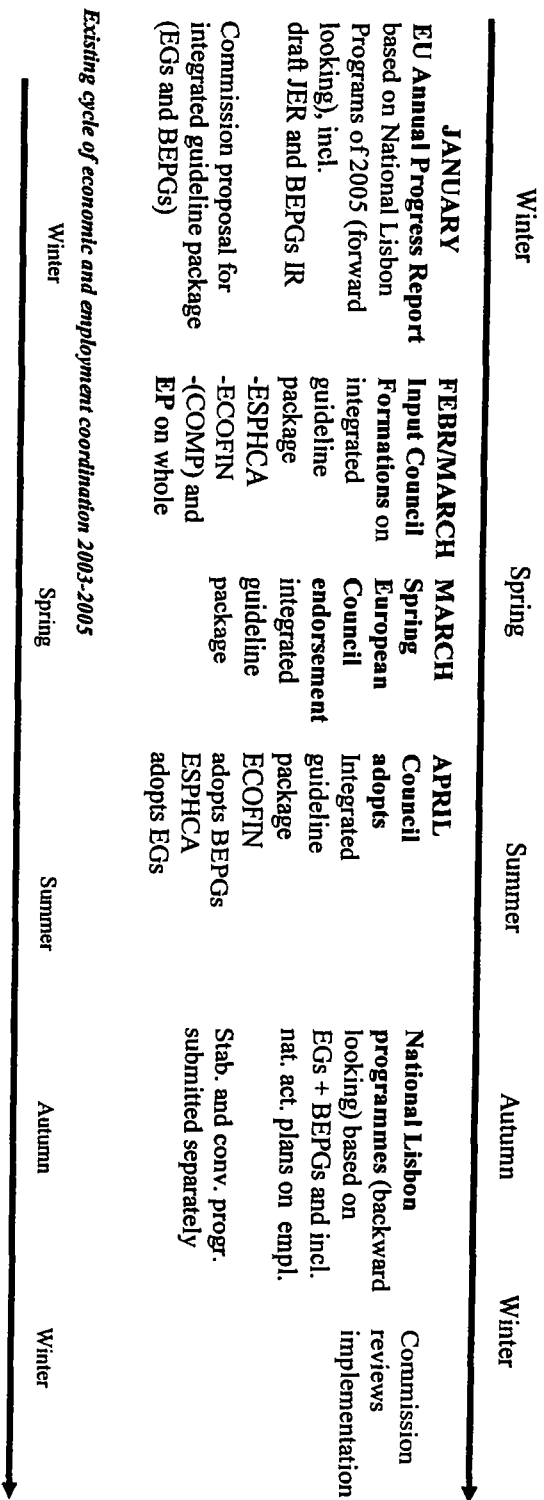 Winter Spring Summer Autumn Winter
JANUARY
EU Annual Progress Report
based on National Lisbon
Programs of 2005 (forward
looking), incl.
draft JER and BEPGs IR
Commission proposal for
integrated guideline package
(EGs and BEPGs)
FEBR/MARCH
Input Council
Formations on
integrated
guideline
package
-ESPHCA
-ECOFIN
-(COMP) and
EP on whole
MARCH
Spring
European
Council
endorsement
integrated
guideline
package
APRIL
Council
adopts
Integrated
guideline
package
ECOFIN
adopts BEPGs
ESPHCA
adopts EGs
National Lisbon
programmes (backward
looking) based on
EGs + BEPGs and incl.
nat. act. plans on empl.
Stab. and conv. progr.
submitted separately
Commission
reviews
implementation
Existing cycle of economic and employment coordination 2003-2005
Winter Spring Summer Autumn Winter